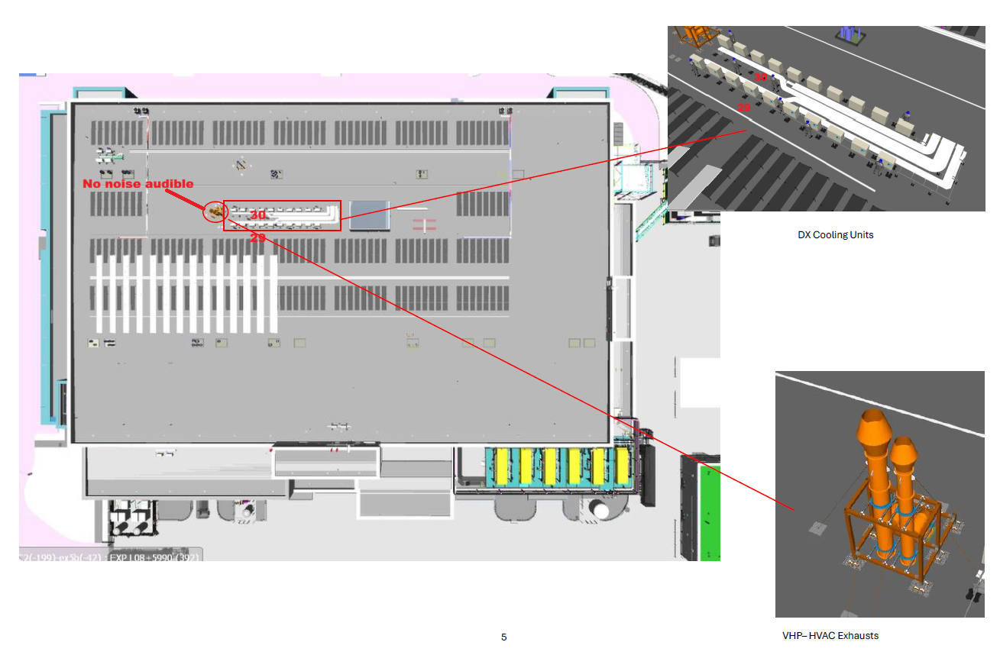 30
29
DX Cooling Units
No noise audible
30
29
5
VHP–HVAC Exhausts